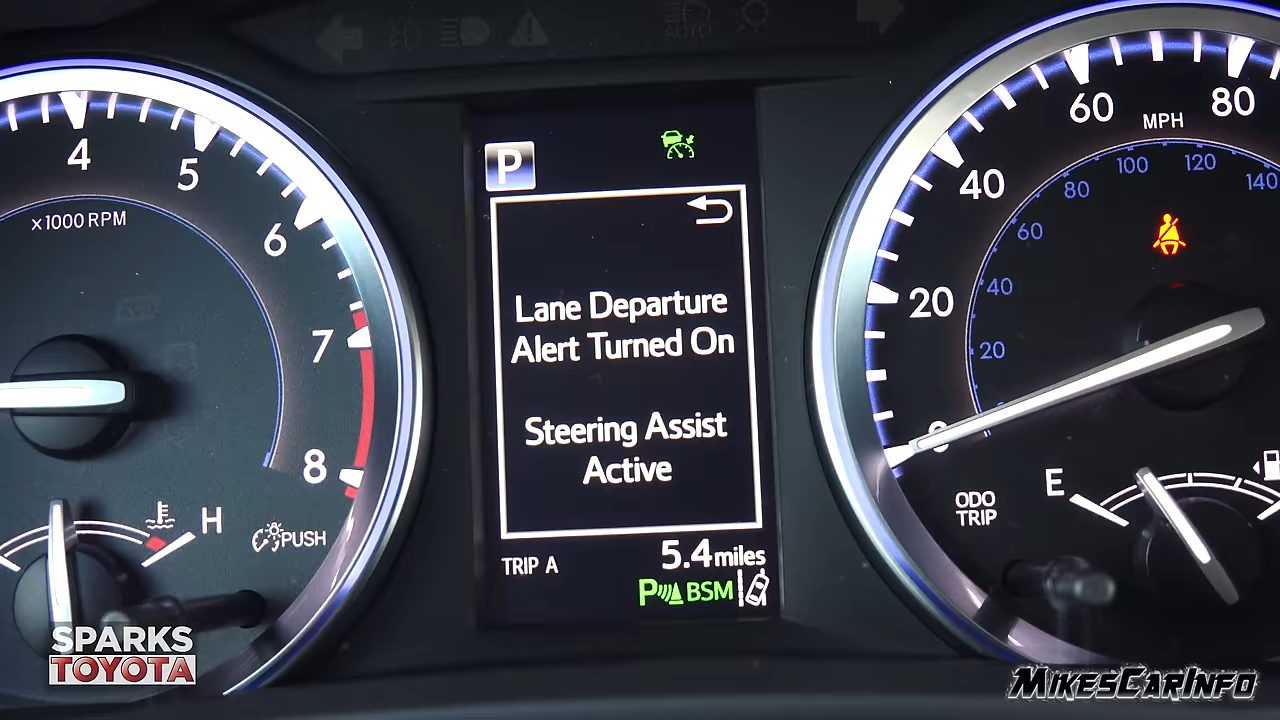 AUTO
4
5
6
7
8
x1000 RPM
H
PUSH
P
Lane Departure
Alert Turned On
Steering Assist
Active
TRIP A
5.4 miles
P BSM
0
20
40
60
80
MPH
20
40
60
80
100
120
140
ODO
TRIP
E
SPARKS
TOYOTA
MIKESCARINFO